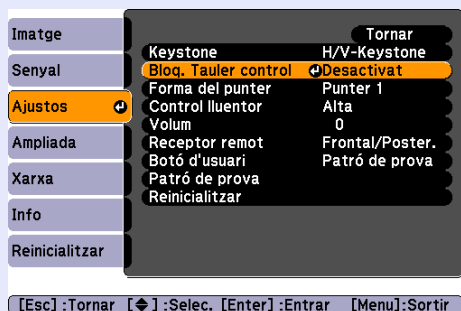 Imatge
Senyal
Ajustos
Ampliada
Xarxa
Info
Reinicialitzar
Tornar
Keystone H/V-Keystone
Bloq. Tauler control Desactivat
Forma del punter Punter 1
Control lluentor Alta
Volum 0
Receptor remot Frontal/Poster.
Botó d'usuari Patró de prova
Patró de prova
Reinicialitzar
[Esc] :Tornar [◆] :Selec. [Enter] :Entrar [Menu]:Sortir